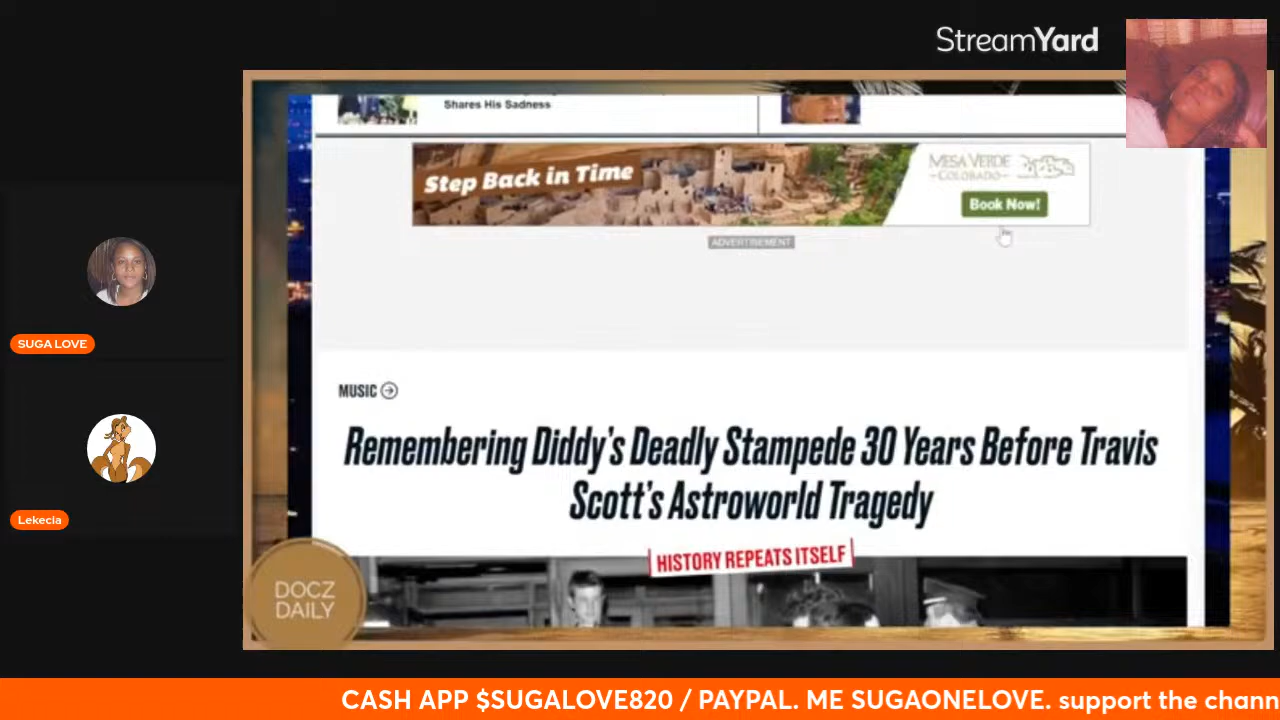 StreamYard
Shares His Sadness
Step Back in Time
MESA VERDE
COLORADO
Book Now!
ADVERTISEMENT
MUSIC
Remembering Diddy's Deadly Stampede 30 Years Before Travis
Scott's Astroworld Tragedy
HISTORY REPEATS ITSELF
SUGA LOVE
Lekecia
DOCZ
DAILY
CASH APP $SUGALOVE820 / PAYPAL. ME SUGAONELOVE. support the chann